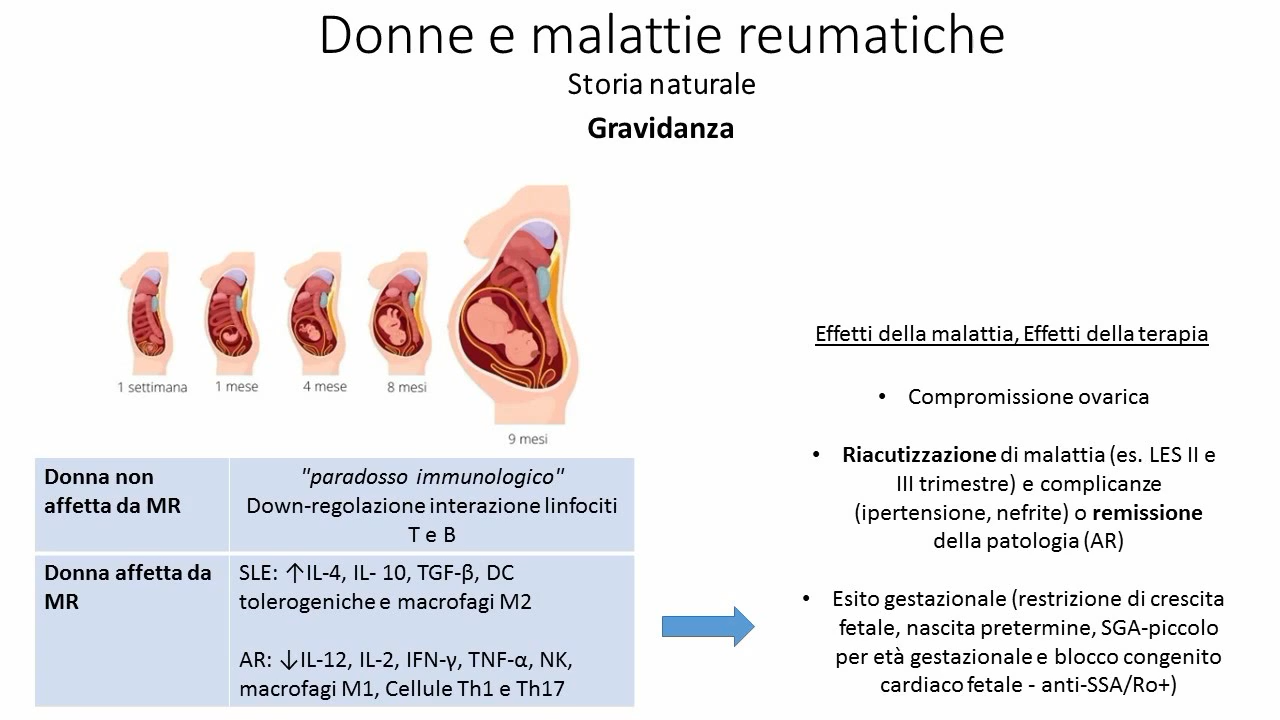 Donne e malattie reumatiche
Storia naturale
Gravidanza
1 settimana
1 mese
4 mese
8 mesi
9 mesi
Donna non
affetta da MR
"paradosso immunologico"
Down-regolazione interazione linfociti
T e B
Donna affetta da
MR
SLE: ↑IL-4, IL- 10, TGF-β, DC
tolerogeniche e macrofagi M2
AR: ↓IL-12, IL-2, IFN-γ, TNF-α, NK,
macrofagi M1, Cellule Th1 e Th17
Effetti della malattia, Effetti della terapia
• Compromissione ovarica
• Riacutizzazione di malattia (es. LES II e
III trimestre) e complicanze
(ipertensione, nefrite) o remissione
della patologia (AR)
• Esito gestazionale (restrizione di crescita
fetale, nascita pretermine, SGA-piccolo
per età gestazionale e blocco congenito
cardiaco fetale - anti-SSA/Ro+)